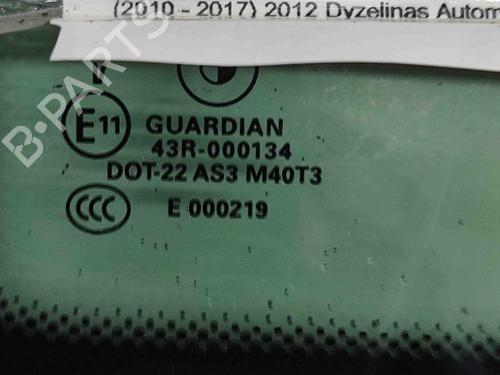 (2010 - 2017) 2012 Dyzelinas Autom
B-PARTS
E11 GUARDIAN
43R-000134
DOT-22 AS3 M40T3
CCC E 000219